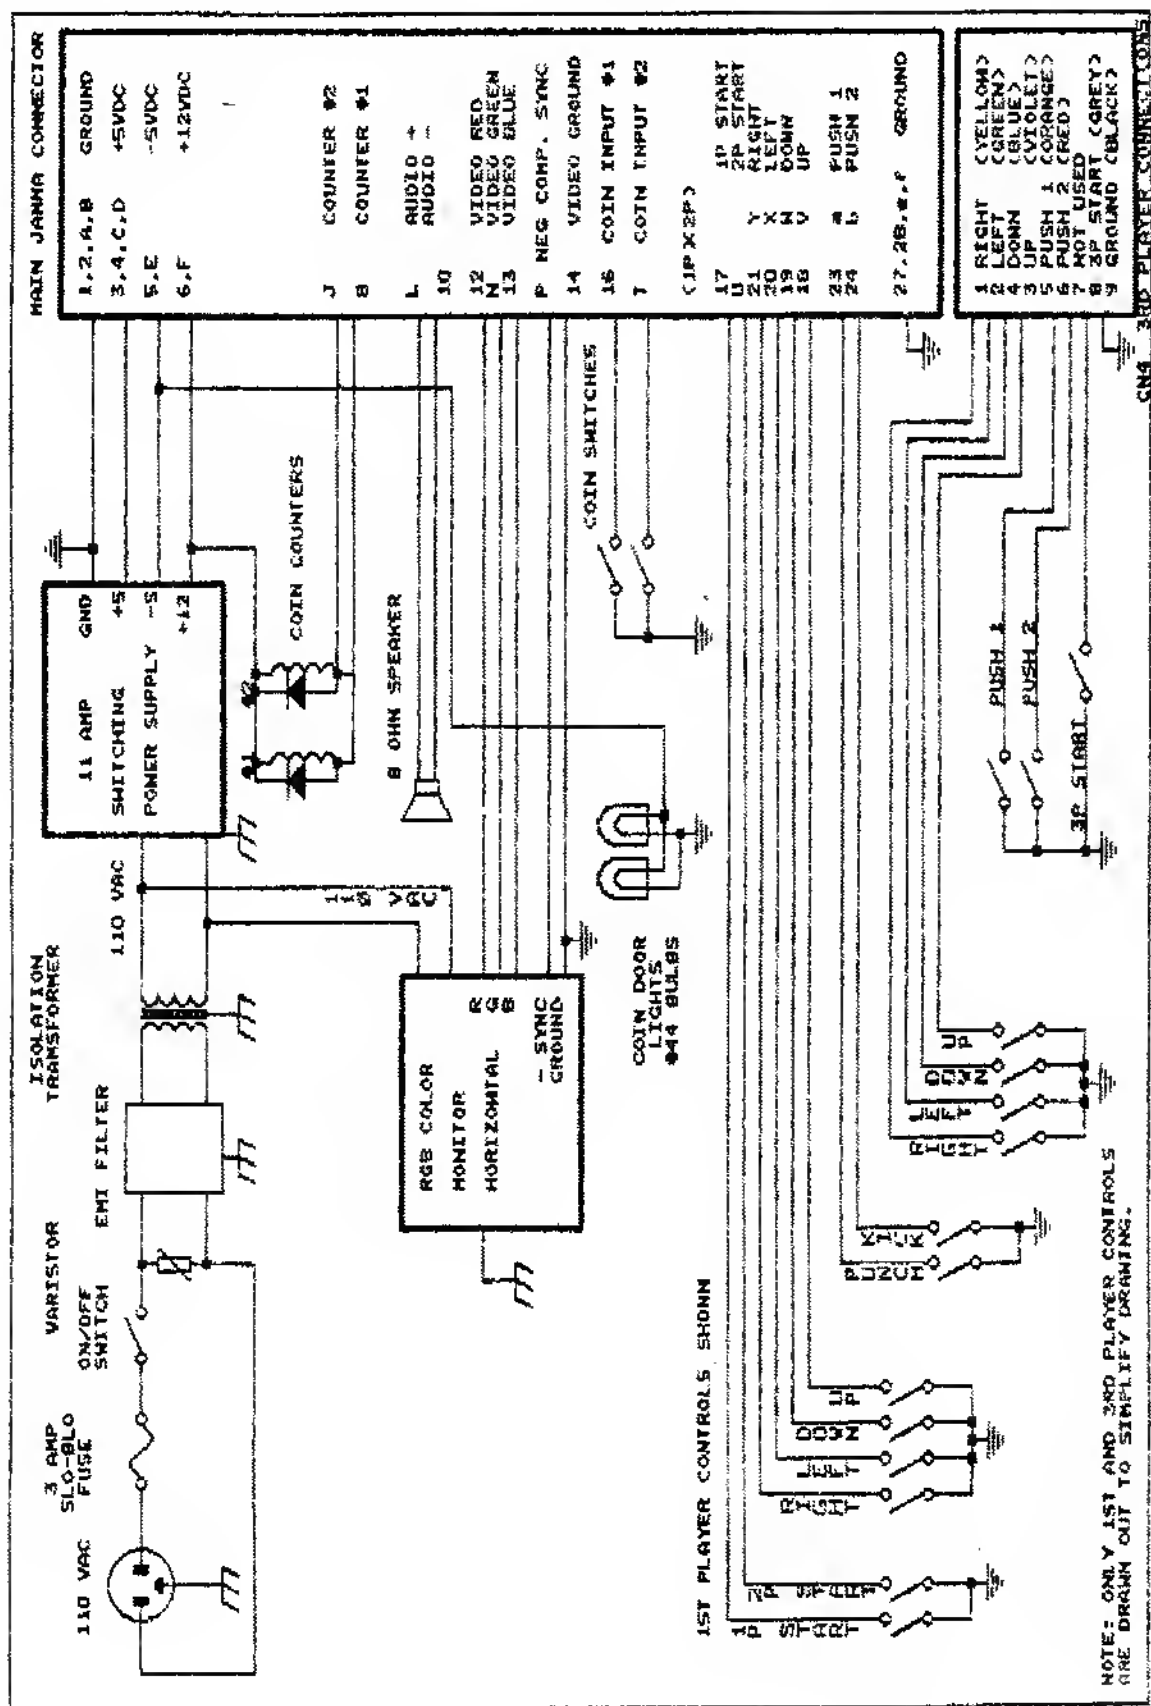 MAIN JAMMA CONNECTOR
1,2,A,B GROUND
3,4,C,D +5VDC
5,E -5VDC
6,F +12VDC
J COUNTER #2
8 COUNTER #1
L AUDIO +
10 AUDIO -
12 VIDEO RED
N VIDEO GREEN
13 VIDEO BLUE
P NEG COMP. SYNC
14 VIDEO GROUND
16 COIN INPUT #1
T COIN INPUT #2
(1PX2P)
17 1P START
U 2P START
21 Y RIGHT
20 X LEFT
19 W DOWN
18 V UP
23 a PUSH 1
24 b PUSH 2
27,28,e,f GROUND
1 RIGHT (YELLOW)
2 LEFT (GREEN)
4 DOWN (BLUE)
3 UP (VIOLET)
5 PUSH 1 (ORANGE)
6 PUSH 2 (RED)
7 NOT USED
8 3P START (GREY)
9 GROUND (BLACK)
CN4 3RD PLAYER CONNECTIONS
11 AMP
SWITCHING
POWER SUPPLY
GND
+5
-5
+12
COIN COUNTERS
#2
#1
8 OHM SPEAKER
COIN SWITCHES
PUSH 1
PUSH 2
3P START
ISOLATION
TRANSFORMER
110 VAC
115 VAC
RGB COLOR
MONITOR
HORIZONTAL
R
G
B
- SYNC
GROUND
COIN DOOR
LIGHTS
#44 BULBS
UP
DOWN
LEFT
RIGHT
EMI FILTER
VARISTOR
ON/OFF
SWITCH
3 AMP
SLO-BLO
FUSE
110 VAC
KICK
PUNCH
1ST PLAYER CONTROLS SHOWN
UP
DOWN
LEFT
RIGHT
2P START
1P START
NOTE: ONLY 1ST AND 3RD PLAYER CONTROLS
ARE DRAWN OUT TO SIMPLIFY DRAWING.